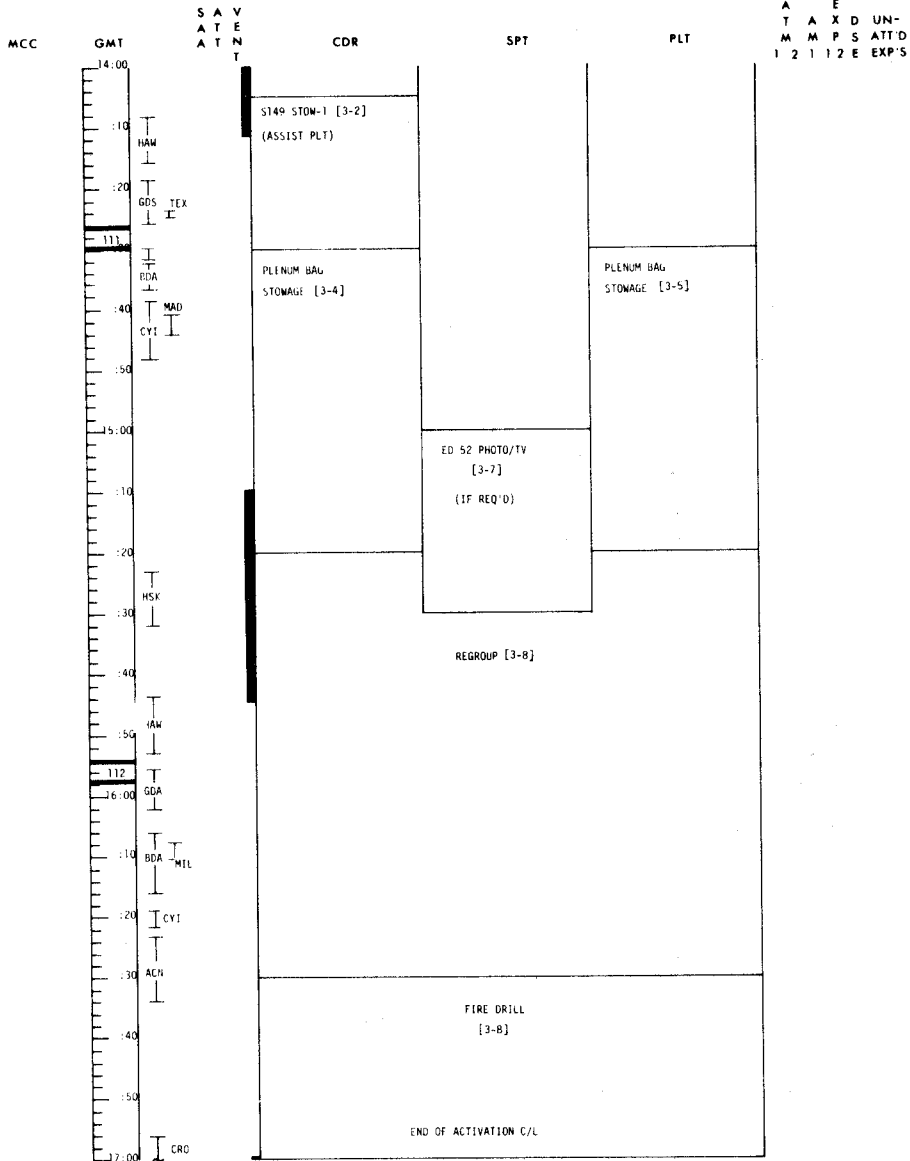 S A V
A T E
A T N
T
MCC GMT CDR SPT PLT
A E
T A X D UN-
M M P S ATT'D
1 2 1 1 2 E EXP'S
14:00
S149 STOW-1 [3-2]
:10
(ASSIST PLT)
HAW
:20
GDS TEX
111
PLENUM BAG PLENUM BAG
BDA
STOWAGE [3-4] STOWAGE [3-5]
:40 MAD
CYI
:50
15:00
ED 52 PHOTO/TV
[3-7]
:10
(IF REQ'D)
:20
HSK
:30
REGROUP [3-8]
:40
HAW
:50
112
GDA
16:00
:10 BDA MIL
:20 CYI
ACN
:30
FIRE DRILL
[3-8]
:40
:50
END OF ACTIVATION C/L
CRO
17:00